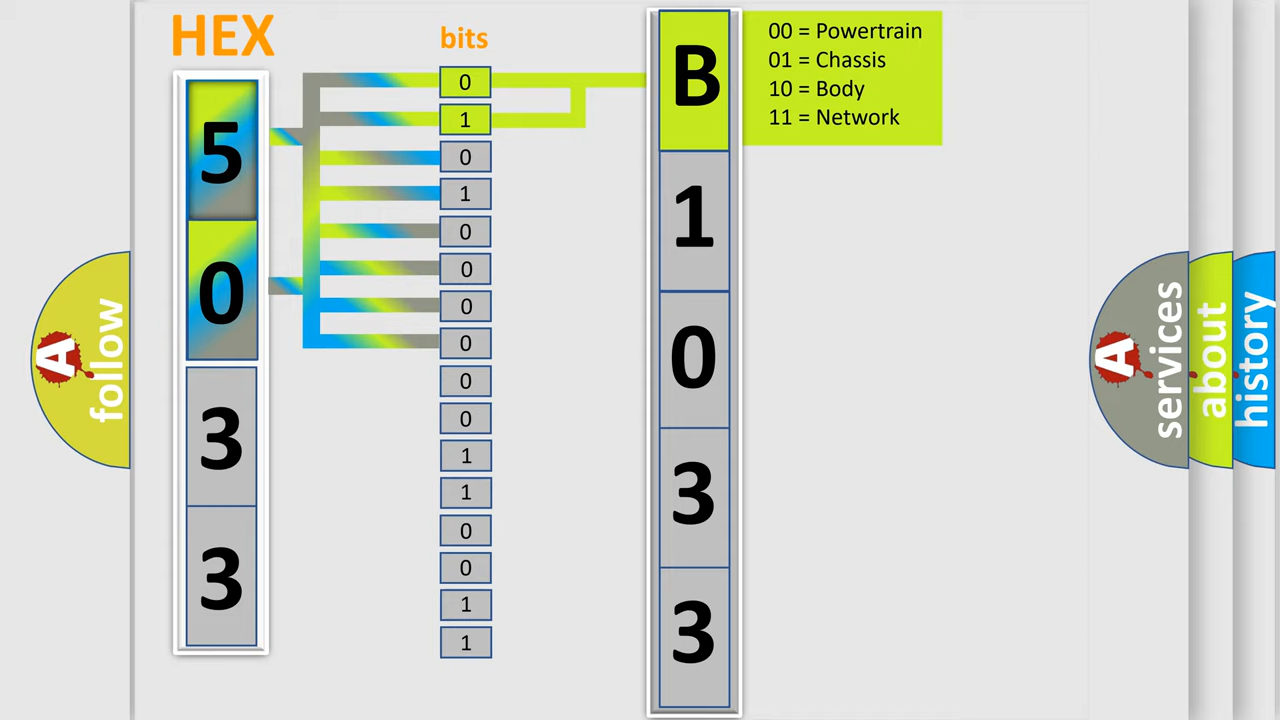 HEX
bits
5
0
3
3
0
1
0
1
0
0
0
0
0
0
1
1
0
0
1
1
B
1
0
3
3
00 = Powertrain
01 = Chassis
10 = Body
11 = Network
A
follow
A
services
about
history